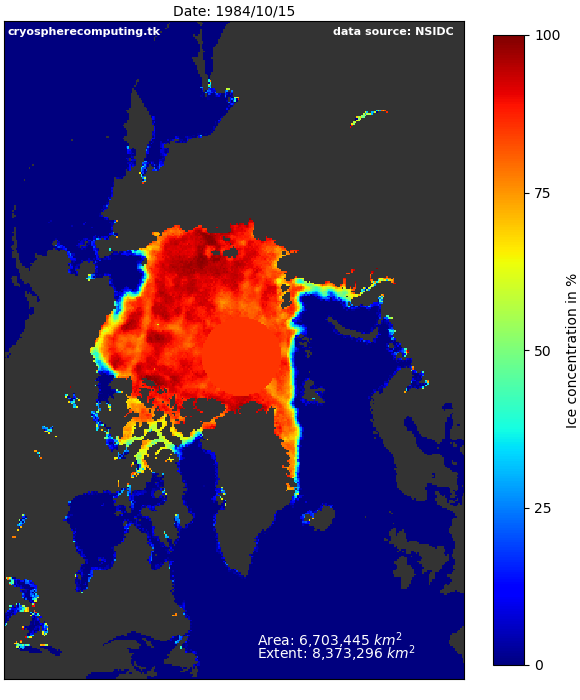 Date: 1984/10/15
cryospherecomputing.tk
data source: NSIDC
100
75
50
25
0
Ice concentration in %
Area: 6,703,445 km²
Extent: 8,373,296 km²